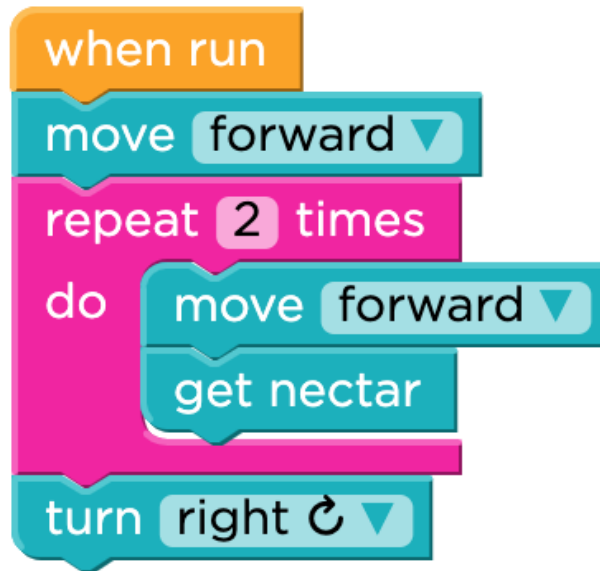 when run
move forward ▼
repeat 2 times
do move forward ▼
get nectar
turn right ↻ ▼